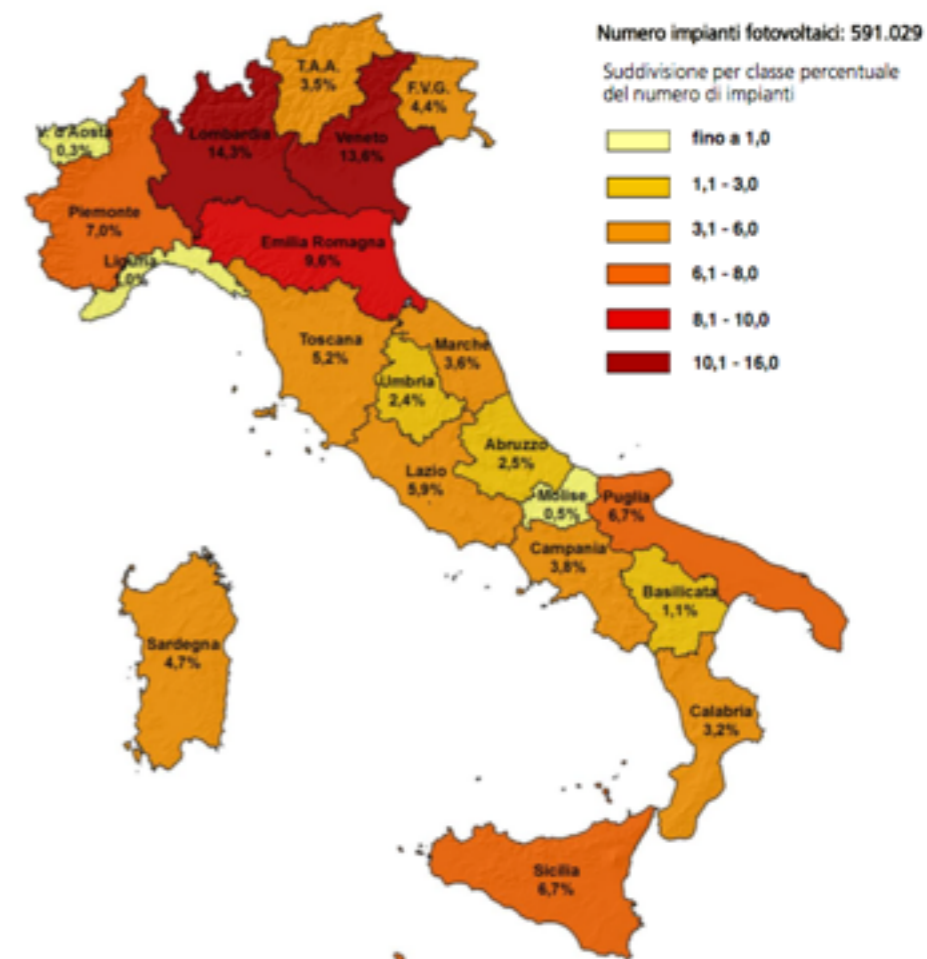 Numero impianti fotovoltaici: 591.029
Suddivisione per classe percentuale
del numero di impianti
fino a 1,0
1,1 - 3,0
3,1 - 6,0
6,1 - 8,0
8,1 - 10,0
10,1 - 16,0
T.A.A.
3,5%
F.V.G.
4,4%
V. d'Aosta
0,3%
Lombardia
14,3%
Veneto
13,6%
Piemonte
7,0%
Emilia Romagna
9,6%
Liguria
1,0%
Toscana
5,2%
Marche
3,6%
Umbria
2,4%
Abruzzo
2,5%
Lazio
5,9%
Molise
0,5%
Puglia
6,7%
Campania
3,8%
Basilicata
1,1%
Sardegna
4,7%
Calabria
3,2%
Sicilia
6,7%